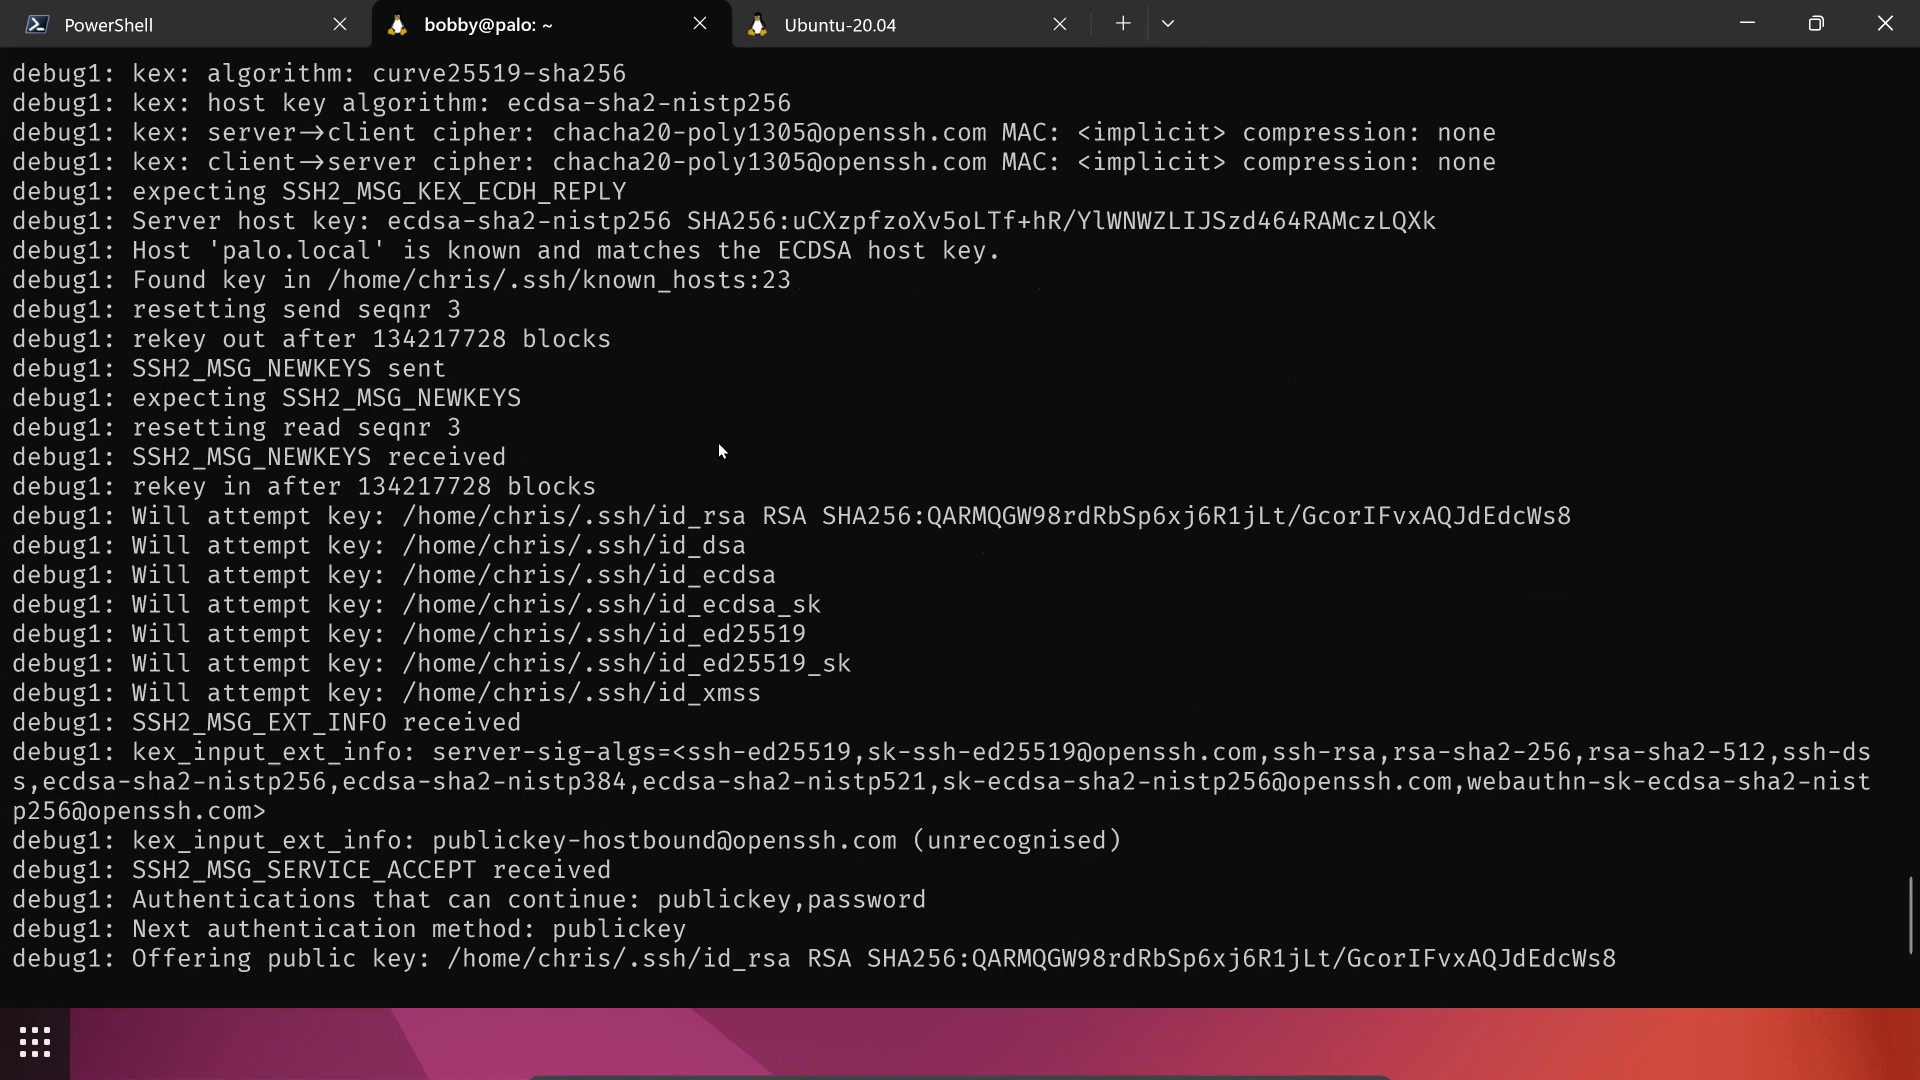 PowerShell
bobby@palo: ~
Ubuntu-20.04
debug1: kex: algorithm: curve25519-sha256
debug1: kex: host key algorithm: ecdsa-sha2-nistp256
debug1: kex: server->client cipher: chacha20-poly1305@openssh.com MAC: <implicit> compression: none
debug1: kex: client->server cipher: chacha20-poly1305@openssh.com MAC: <implicit> compression: none
debug1: expecting SSH2_MSG_KEX_ECDH_REPLY
debug1: Server host key: ecdsa-sha2-nistp256 SHA256:uCXzpfzoXv5oLTf+hR/YlWNWZLIJSzd464RAMczLQXk
debug1: Host 'palo.local' is known and matches the ECDSA host key.
debug1: Found key in /home/chris/.ssh/known_hosts:23
debug1: resetting send seqnr 3
debug1: rekey out after 134217728 blocks
debug1: SSH2_MSG_NEWKEYS sent
debug1: expecting SSH2_MSG_NEWKEYS
debug1: resetting read seqnr 3
debug1: SSH2_MSG_NEWKEYS received
debug1: rekey in after 134217728 blocks
debug1: Will attempt key: /home/chris/.ssh/id_rsa RSA SHA256:QARMQGW98rdRbSp6xj6R1jLt/GcorIFvxAQJdEdcWs8
debug1: Will attempt key: /home/chris/.ssh/id_dsa
debug1: Will attempt key: /home/chris/.ssh/id_ecdsa
debug1: Will attempt key: /home/chris/.ssh/id_ecdsa_sk
debug1: Will attempt key: /home/chris/.ssh/id_ed25519
debug1: Will attempt key: /home/chris/.ssh/id_ed25519_sk
debug1: Will attempt key: /home/chris/.ssh/id_xmss
debug1: SSH2_MSG_EXT_INFO received
debug1: kex_input_ext_info: server-sig-algs=<ssh-ed25519,sk-ssh-ed25519@openssh.com,ssh-rsa,rsa-sha2-256,rsa-sha2-512,ssh-ds
s,ecdsa-sha2-nistp256,ecdsa-sha2-nistp384,ecdsa-sha2-nistp521,sk-ecdsa-sha2-nistp256@openssh.com,webauthn-sk-ecdsa-sha2-nist
p256@openssh.com>
debug1: kex_input_ext_info: publickey-hostbound@openssh.com (unrecognised)
debug1: SSH2_MSG_SERVICE_ACCEPT received
debug1: Authentications that can continue: publickey,password
debug1: Next authentication method: publickey
debug1: Offering public key: /home/chris/.ssh/id_rsa RSA SHA256:QARMQGW98rdRbSp6xj6R1jLt/GcorIFvxAQJdEdcWs8